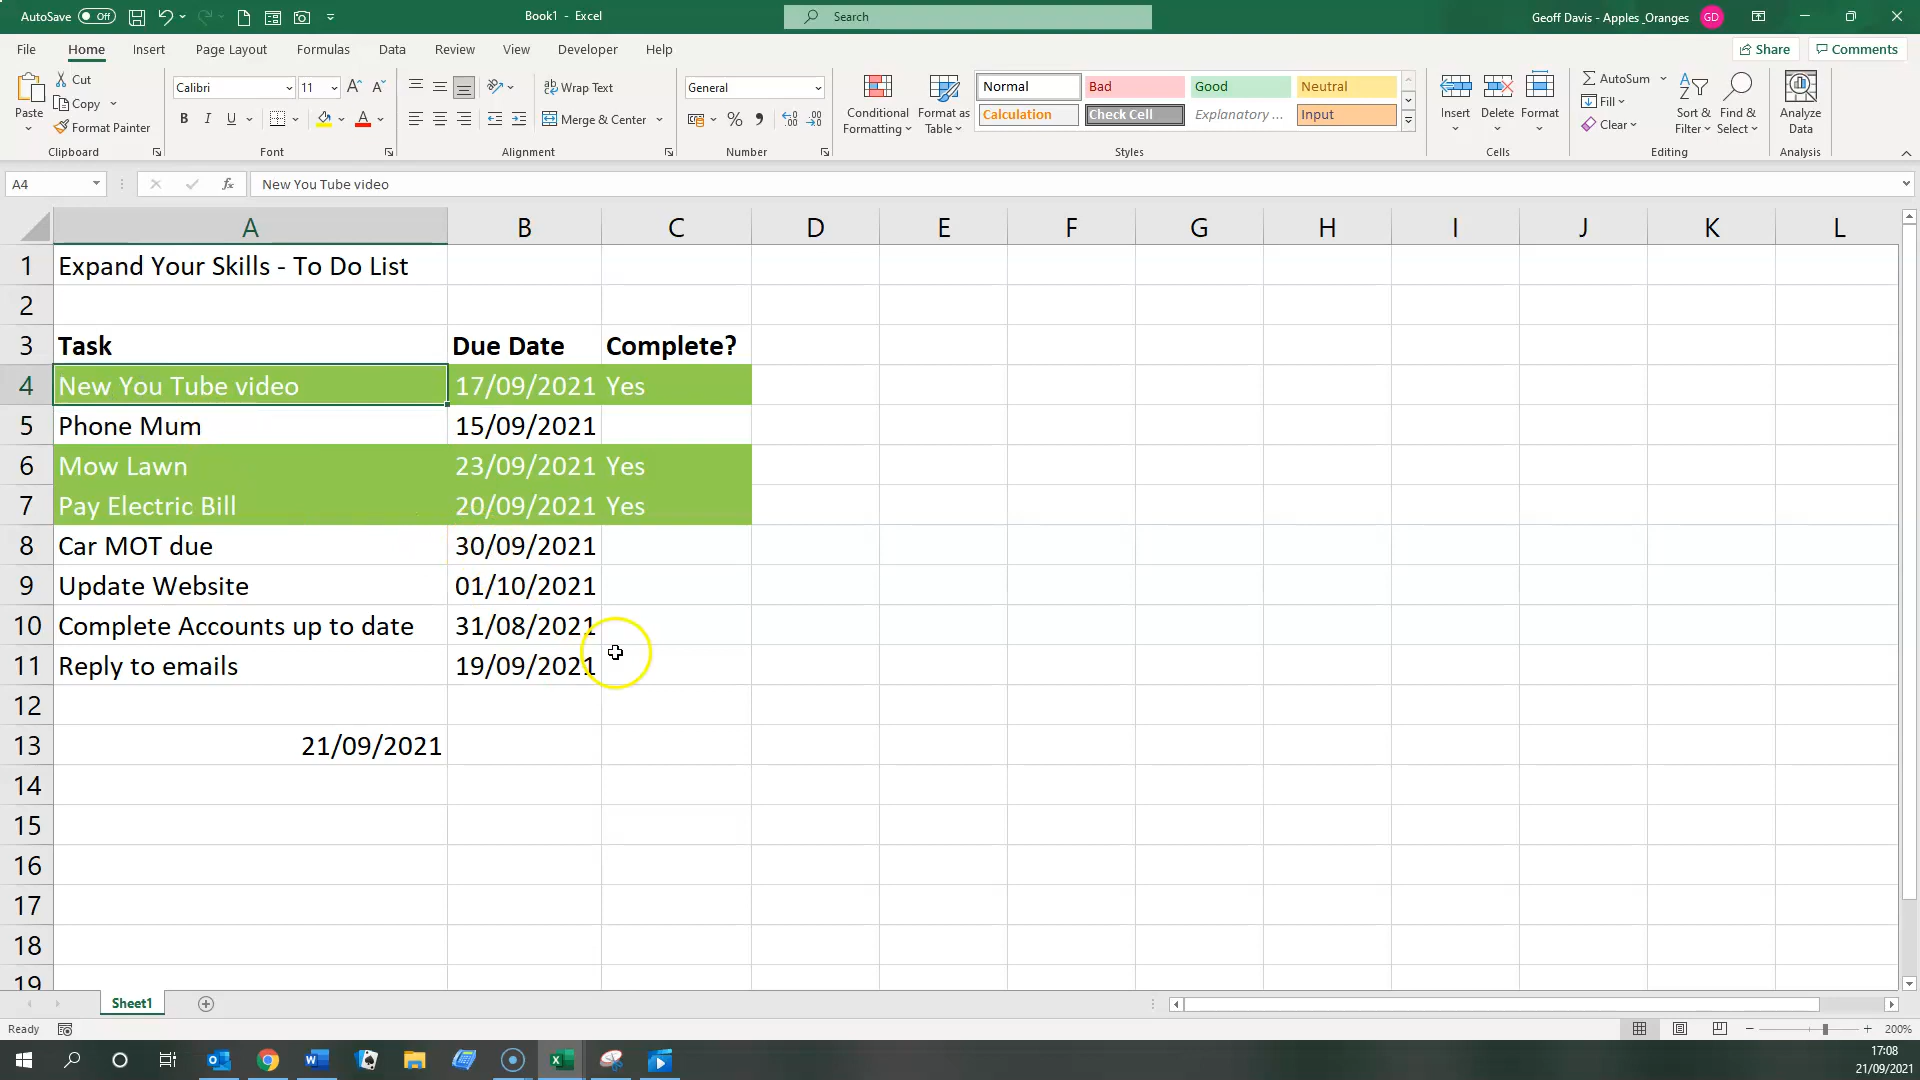 AutoSave Off
Book1 - Excel
Search
Geoff Davis - Apples_Oranges GD
File Home Insert Page Layout Formulas Data Review View Developer Help
Share Comments
Paste
Cut
Copy
Format Painter
Clipboard
Calibri 11
B I U
Font
Wrap Text
Merge & Center
Alignment
General
Number
Conditional
Formatting
Format as
Table
Normal Bad Good Neutral
Calculation Check Cell Explanatory ... Input
Styles
Insert Delete Format
Cells
AutoSum
Fill
Clear
Sort &
Filter
Find &
Select
Editing
Analyze
Data
Analysis
A4 fx New You Tube video
A B C D E F G H I J K L
1 Expand Your Skills - To Do List
2
3 Task Due Date Complete?
4 New You Tube video 17/09/2021 Yes
5 Phone Mum 15/09/2021
6 Mow Lawn 23/09/2021 Yes
7 Pay Electric Bill 20/09/2021 Yes
8 Car MOT due 30/09/2021
9 Update Website 01/10/2021
10 Complete Accounts up to date 31/08/2021
11 Reply to emails 19/09/2021
12
13 21/09/2021
14
15
16
17
18
19
Sheet1
Ready
200%
17:08
21/09/2021